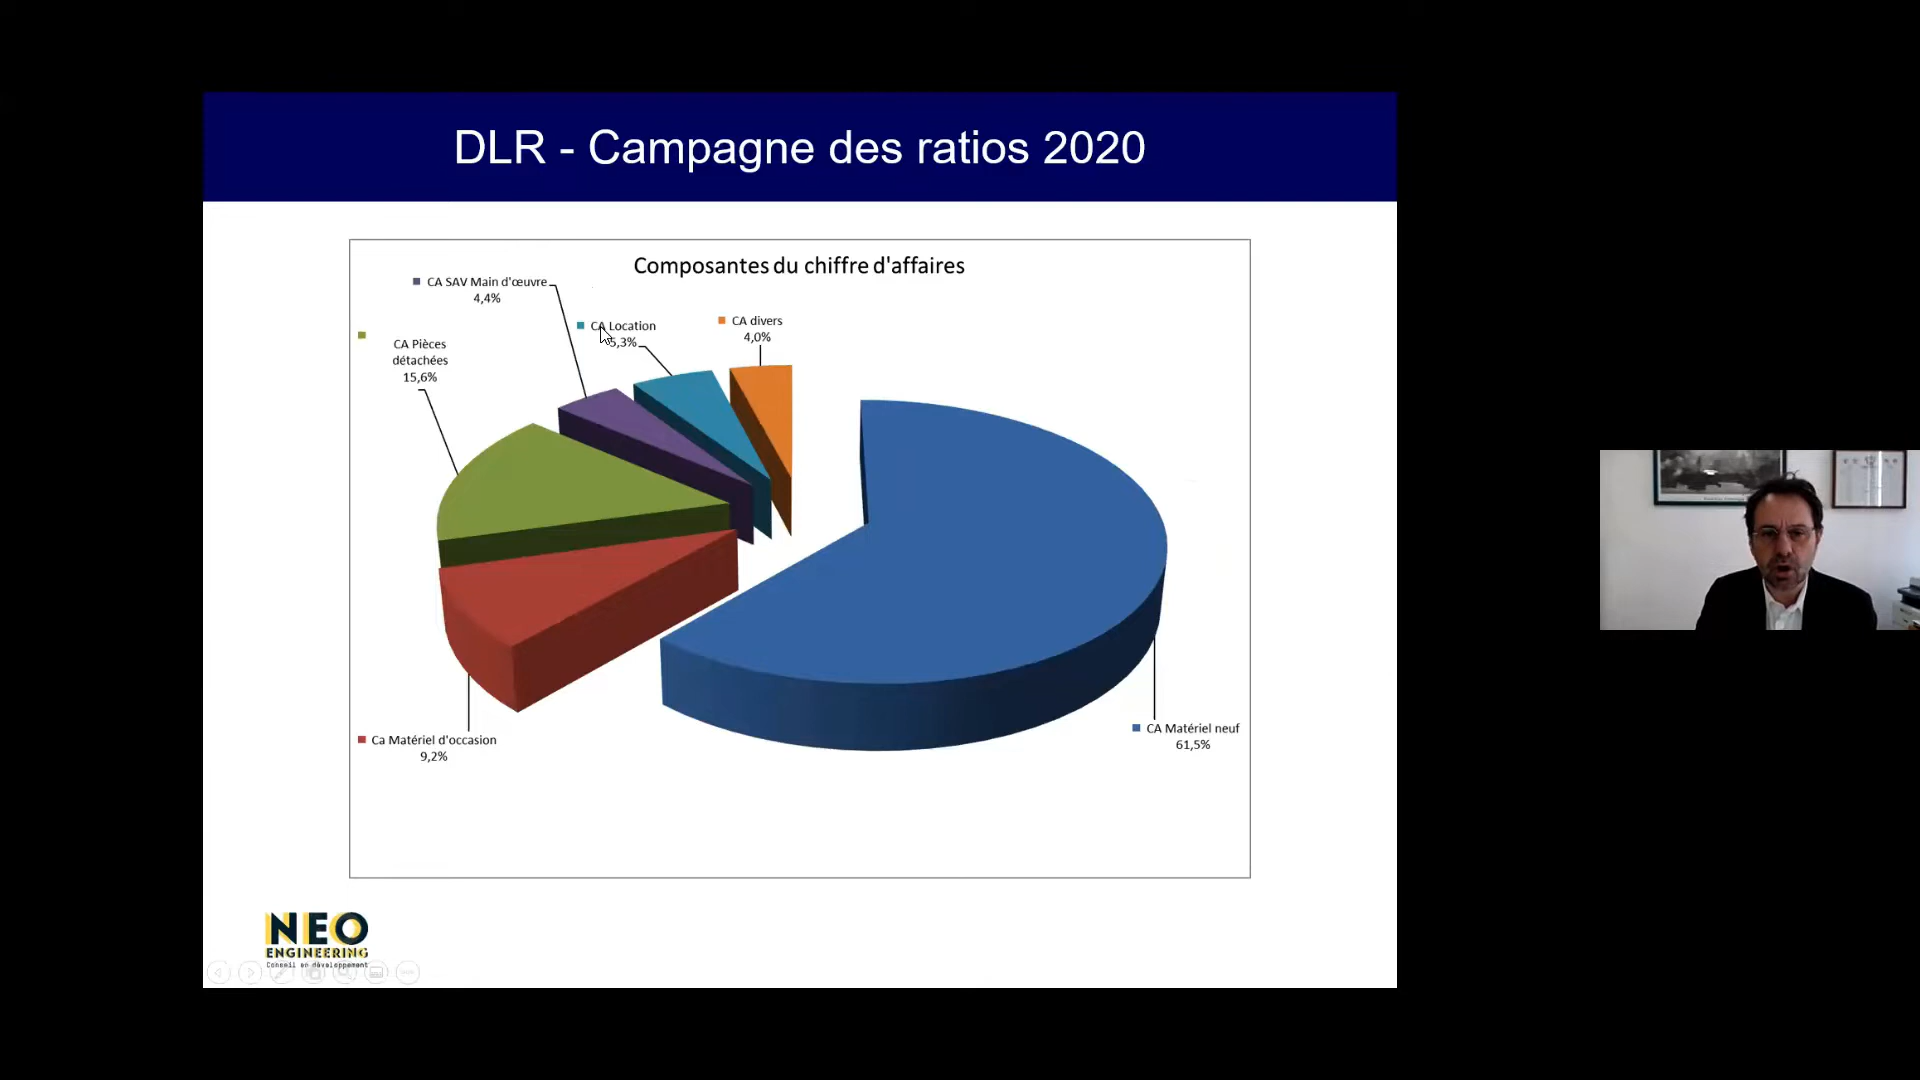 DLR - Campagne des ratios 2020
Composantes du chiffre d'affaires
CA SAV Main d'œuvre
4,4%
CA Location
5,3%
CA divers
4,0%
CA Pièces
détachées
15,6%
Ca Matériel d'occasion
9,2%
CA Matériel neuf
61,5%
NEO
ENGINEERING
Conseil en développement